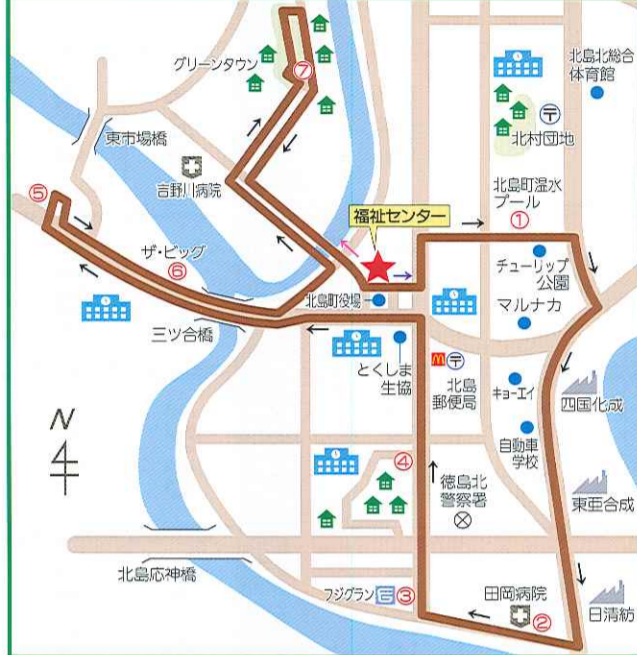 グリーンタウン
⑦
北島北総合
体育館
〒
北村団地
東市場橋
吉野川病院
北島町温水
プール
①
⑤
福祉センター
ザ・ビッグ
⑥
チューリップ
公園
北島町役場
マルナカ
三ツ合橋
とくしま
生協
M
〒
北島
郵便局
キョーエイ
四国化成
自動車
学校
N
④
徳島北
警察署
東亜合成
北島応神橋
フジグラン
③
田岡病院
②
日清紡